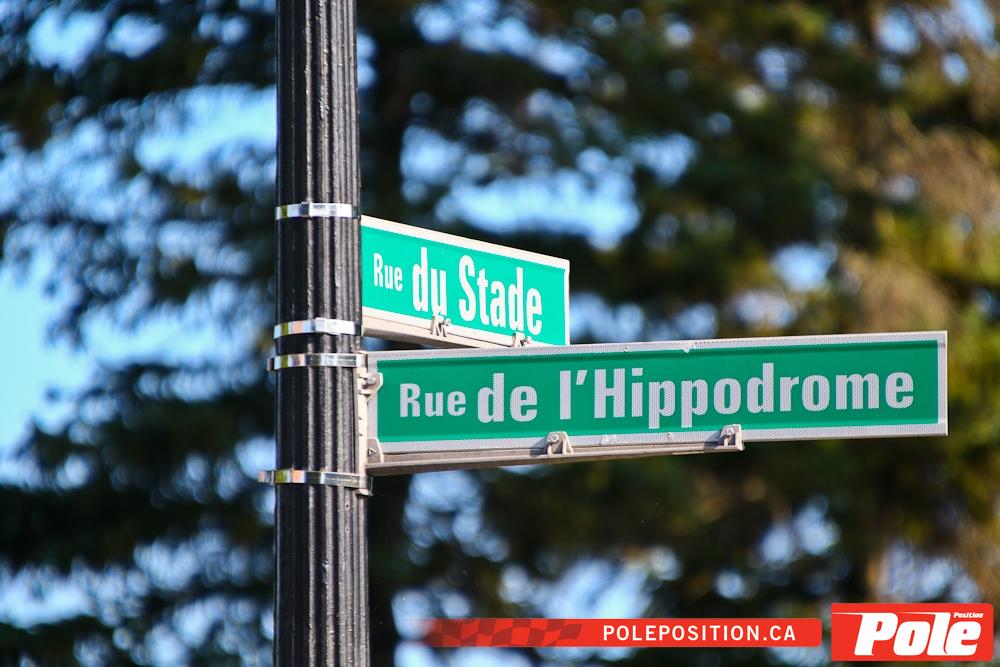 Rue du Stade
Rue de l'Hippodrome
POLEPOSITION.CA
Pole Position